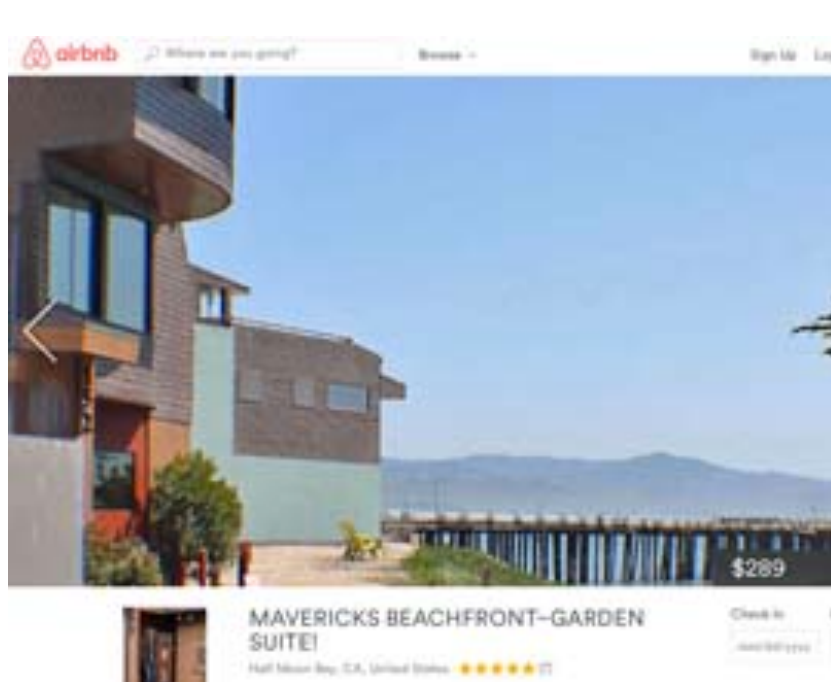 airbnb
Where are you going?
Browse
Sign Up
$289
MAVERICKS BEACHFRONT-GARDEN
SUITE!
Half Moon Bay, CA, United States
Check In